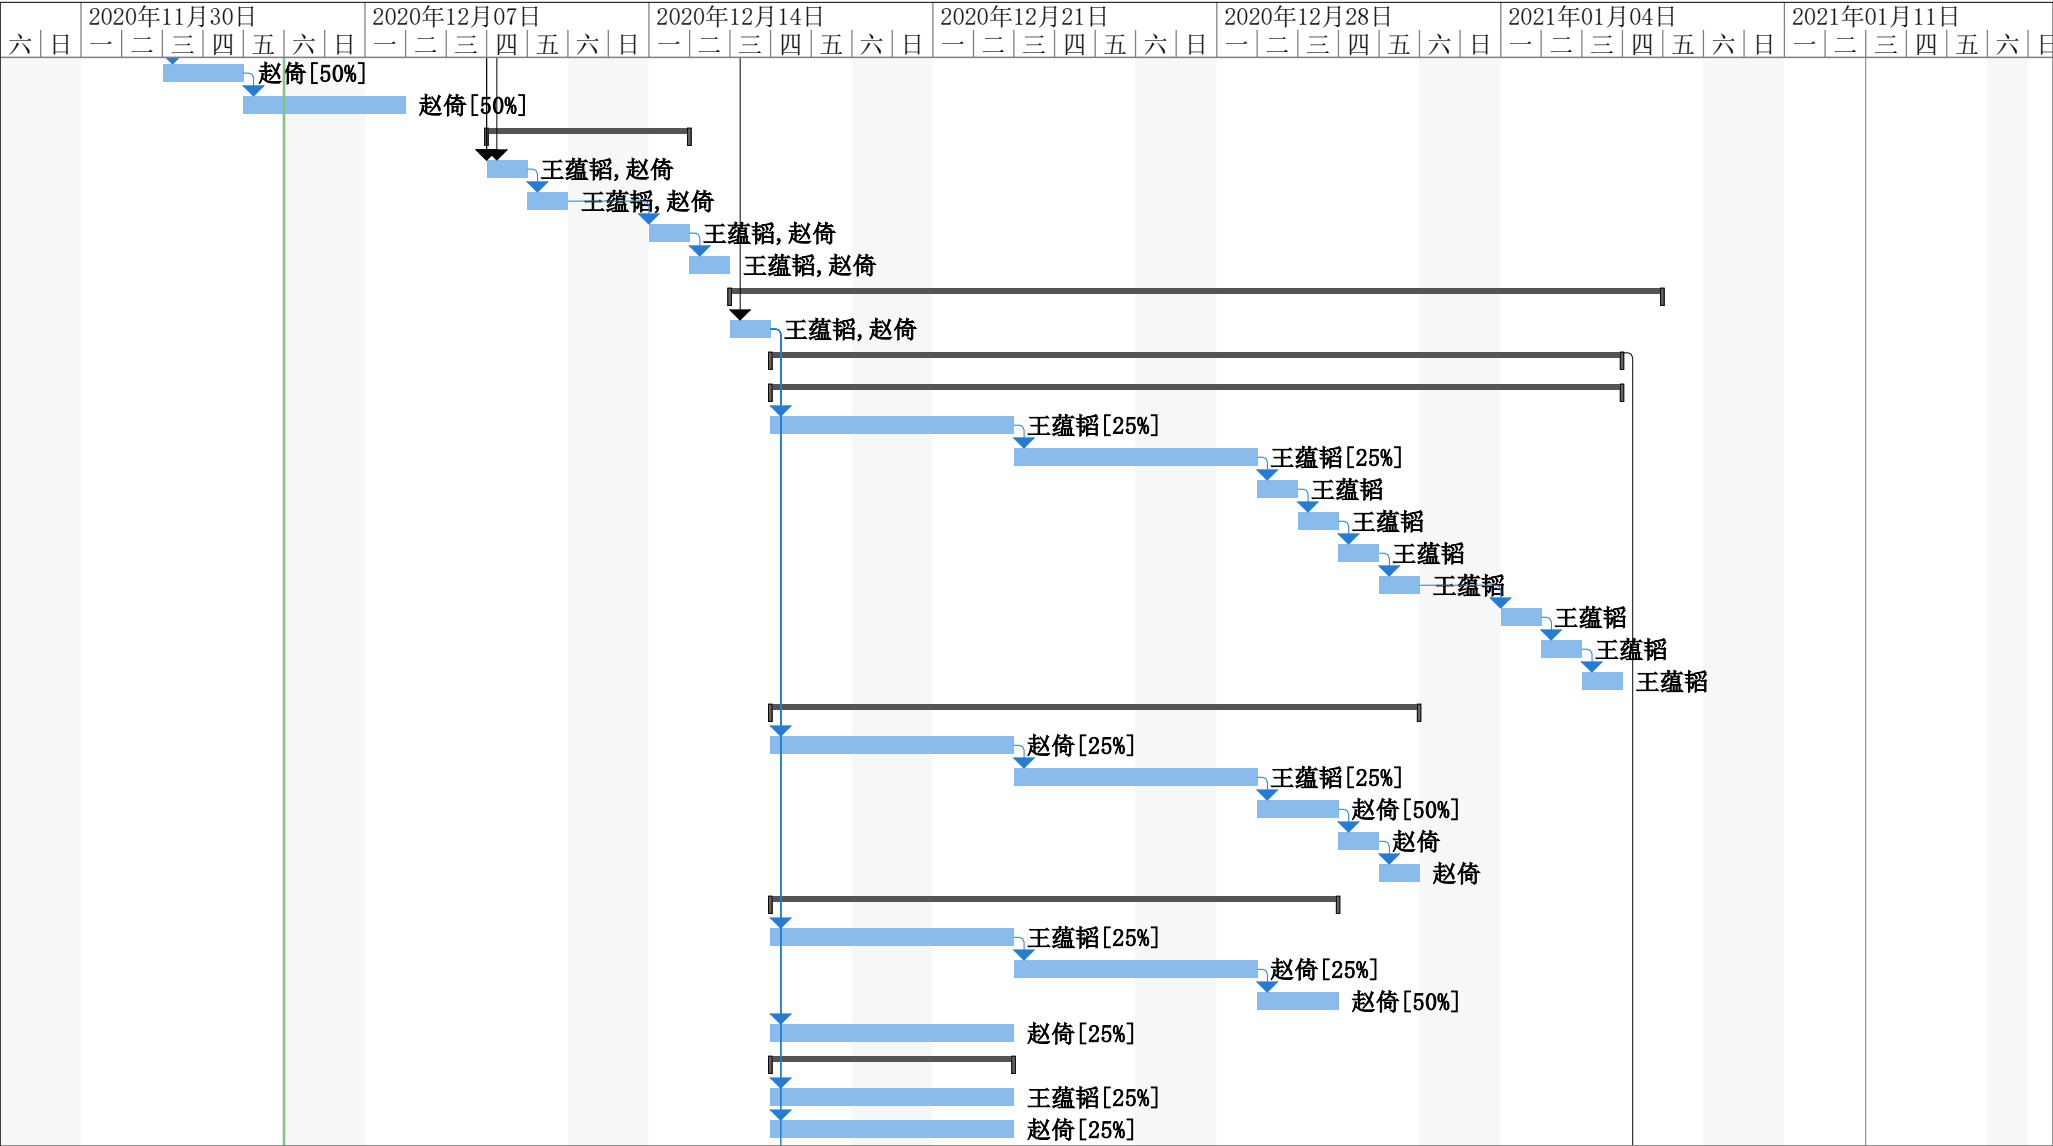 2020年11月30日 2020年12月07日 2020年12月14日 2020年12月21日 2020年12月28日 2021年01月04日 2021年01月11日
六 日 一 二 三 四 五 六 日 一 二 三 四 五 六 日 一 二 三 四 五 六 日 一 二 三 四 五 六 日 一 二 三 四 五 六 日 一 二 三 四 五 六 日 一 二 三 四 五 六 日
赵倚[50%]
赵倚[50%]
王蕴韬,赵倚
王蕴韬,赵倚
王蕴韬,赵倚
王蕴韬,赵倚
王蕴韬,赵倚
王蕴韬[25%]
王蕴韬[25%]
王蕴韬
王蕴韬
王蕴韬
王蕴韬
王蕴韬
王蕴韬
王蕴韬
赵倚[25%]
王蕴韬[25%]
赵倚[50%]
赵倚
赵倚
王蕴韬[25%]
赵倚[25%]
赵倚[50%]
赵倚[25%]
王蕴韬[25%]
赵倚[25%]